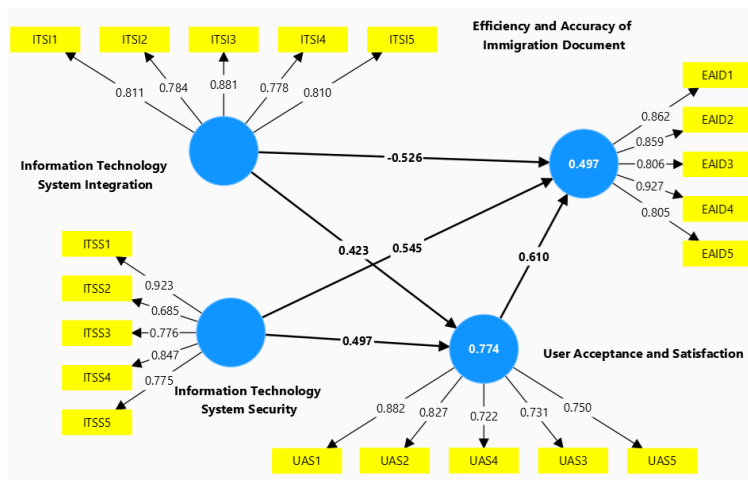 Efficiency and Accuracy of
Immigration Document
ITSI1 ITSI2 ITSI3 ITSI4 ITSI5
0.811 0.784 0.881 0.778 0.810
EAID1
EAID2
EAID3
EAID4
EAID5
0.862
0.859
0.806
0.927
0.805
Information Technology
System Integration
-0.526
0.497
ITSS1
ITSS2
ITSS3
ITSS4
ITSS5
0.923
0.685
0.776
0.847
0.775
0.423
0.545
0.610
0.497
0.774
User Acceptance and Satisfaction
Information Technology
System Security
0.882 0.827 0.722 0.731 0.750
UAS1 UAS2 UAS4 UAS3 UAS5